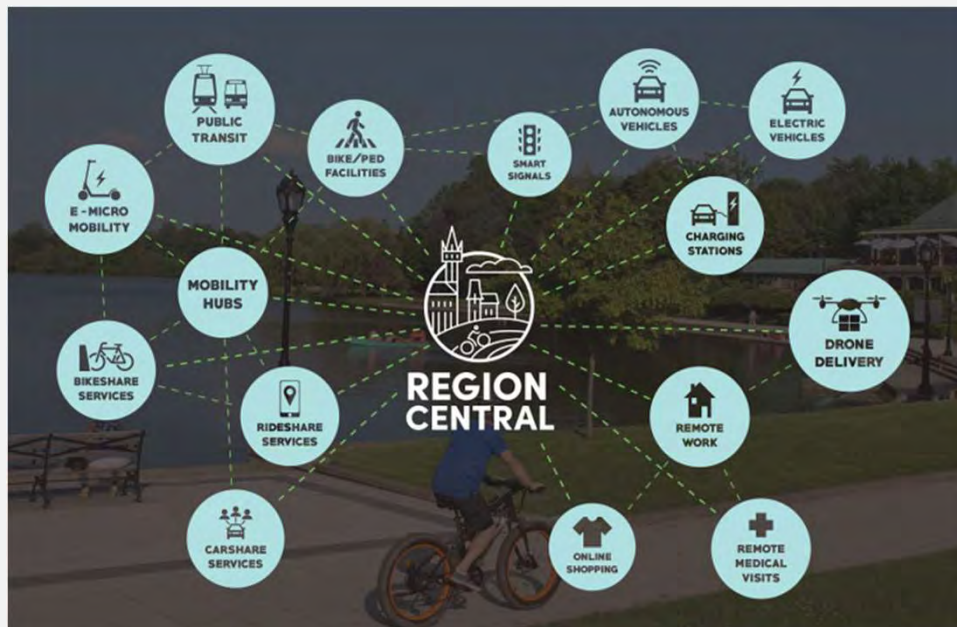 PUBLIC
TRANSIT
BIKE/PED
FACILITIES
SMART
SIGNALS
AUTONOMOUS
VEHICLES
ELECTRIC
VEHICLES
E-MICRO
MOBILITY
CHARGING
STATIONS
MOBILITY
HUBS
DRONE
DELIVERY
BIKESHARE
SERVICES
RIDESHARE
SERVICES
REGION
CENTRAL
REMOTE
WORK
CARSHARE
SERVICES
ONLINE
SHOPPING
REMOTE
MEDICAL
VISITS